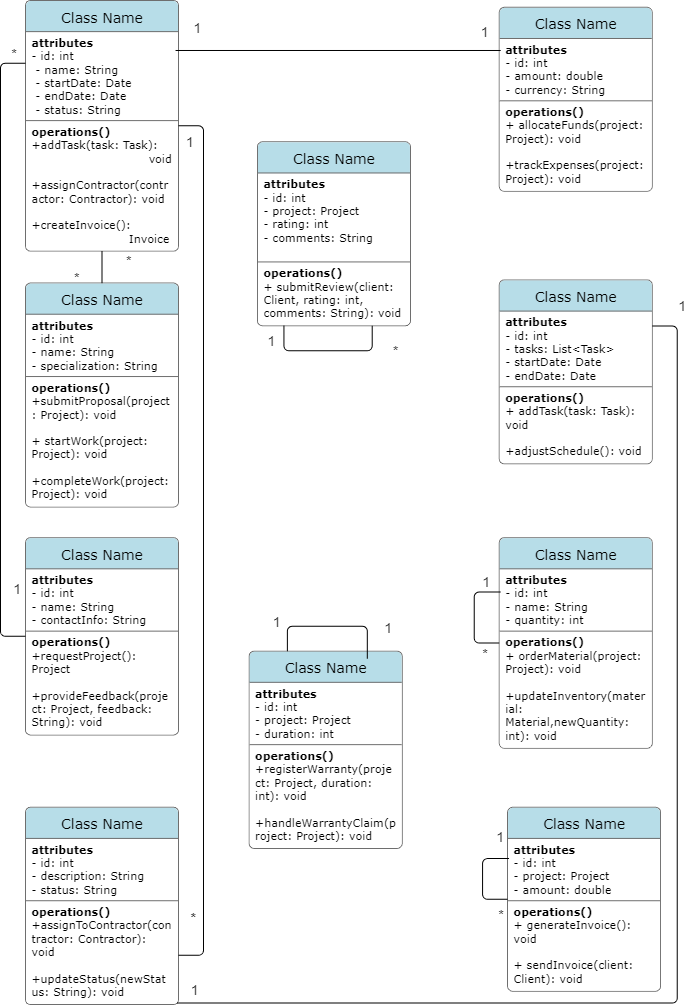 Class Name
attributes
- id: int
- name: String
- startDate: Date
- endDate: Date
- status: String
operations()
+addTask(task: Task):
void
+assignContractor(contr
actor: Contractor): void
+createInvoice():
Invoice
1
1
*
1
*
*
Class Name
attributes
- id: int
- amount: double
- currency: String
operations()
+ allocateFunds(project:
Project): void
+trackExpenses(project:
Project): void
Class Name
attributes
- id: int
- project: Project
- rating: int
- comments: String
operations()
+ submitReview(client:
Client, rating: int,
comments: String): void
1
*
Class Name
attributes
- id: int
- name: String
- specialization: String
operations()
+submitProposal(project
: Project): void
+ startWork(project:
Project): void
+completeWork(project:
Project): void
Class Name
attributes
- id: int
- tasks: List<Task>
- startDate: Date
- endDate: Date
operations()
+ addTask(task: Task):
void
+adjustSchedule(): void
1
Class Name
attributes
- id: int
- name: String
- contactInfo: String
operations()
+requestProject():
Project
+provideFeedback(proje
ct: Project, feedback:
String): void
1
Class Name
attributes
- id: int
- name: String
- quantity: int
operations()
+ orderMaterial(project:
Project): void
+updateInventory(mater
ial:
Material,newQuantity:
int): void
1
*
1
1
Class Name
attributes
- id: int
- project: Project
- duration: int
operations()
+registerWarranty(proje
ct: Project, duration:
int): void
+handleWarrantyClaim(p
roject: Project): void
Class Name
attributes
- id: int
- description: String
- status: String
operations()
+assignToContractor(con
tractor: Contractor):
void
+updateStatus(newStat
us: String): void
*
1
Class Name
attributes
- id: int
- project: Project
- amount: double
operations()
+ generateInvoice():
void
+ sendInvoice(client:
Client): void
1
*